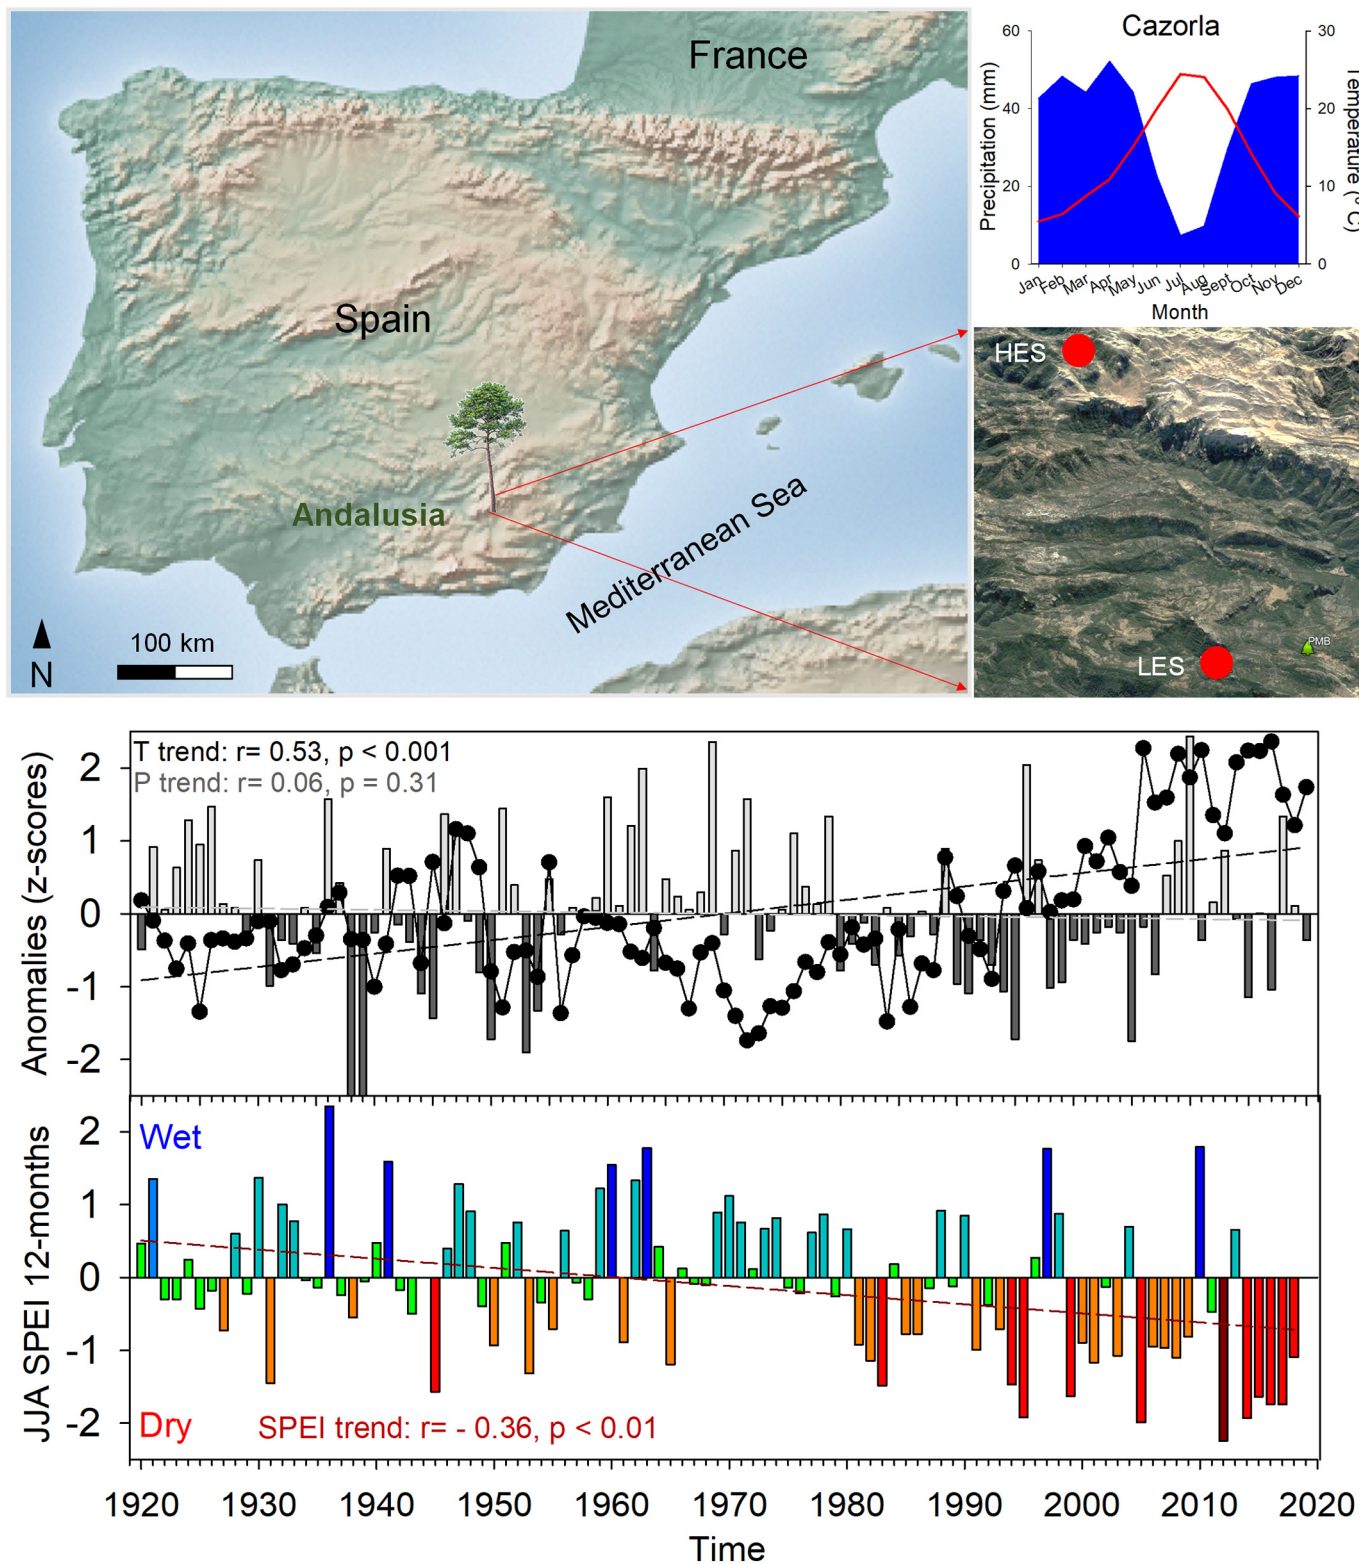 France
Spain
Andalusia
Mediterranean Sea
100 km
N
Cazorla
Precipitation (mm)
60
40
20
0
Temperature (º C)
30
20
10
0
Jan Feb Mar Apr May Jun Jul Aug Sept Oct Nov Dec
Month
HES
LES
PMB
T trend: r= 0.53, p < 0.001
P trend: r= 0.06, p = 0.31
Anomalies (z-scores)
2
1
0
-1
-2
Wet
JJA SPEI 12-months
2
1
0
-1
-2
Dry
SPEI trend: r= - 0.36, p < 0.01
1920 1930 1940 1950 1960 1970 1980 1990 2000 2010 2020
Time